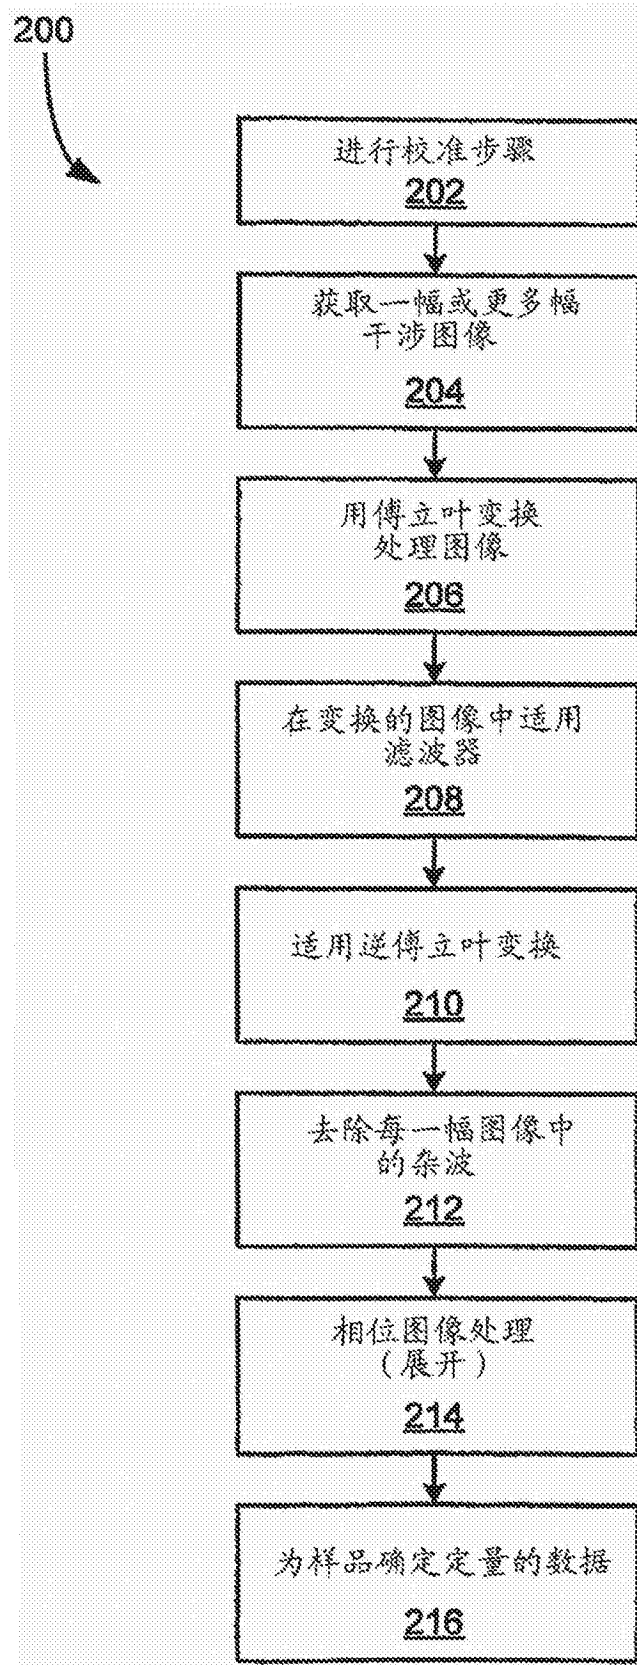 200
进行校准步骤
202
获取一幅或更多幅
干涉图像
204
用傅立叶变换
处理图像
206
在变换的图像中适用
滤波器
208
适用逆傅立叶变换
210
去除每一幅图像中
的杂波
212
相位图像处理
（展开）
214
为样品确定定量的数据
216